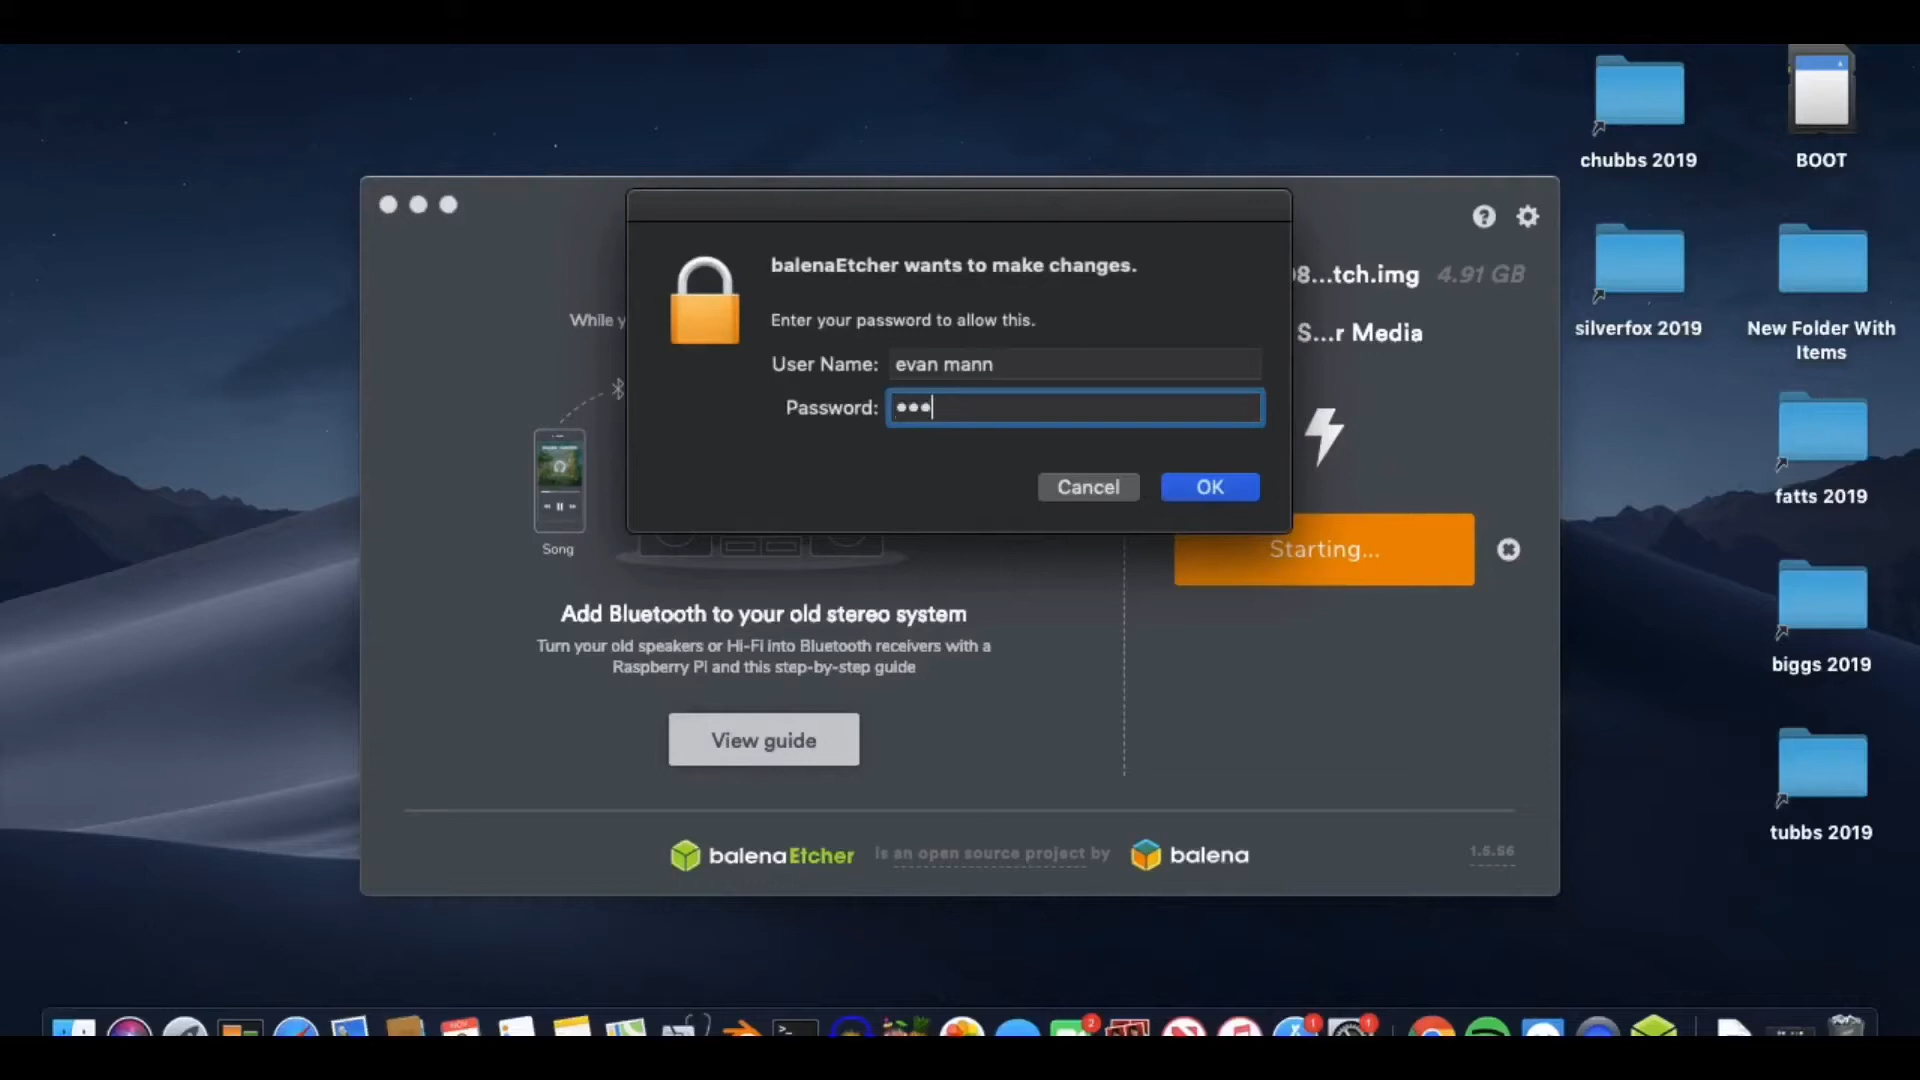 chubbs 2019
BOOT
balenaEtcher wants to make changes.
8...tch.img 4.91 GB
While y
Enter your password to allow this.
silverfox 2019
New Folder With
Items
S...r Media
User Name: evan mann
Password: •••
Cancel
OK
fatts 2019
Song
Starting...
Add Bluetooth to your old stereo system
Turn your old speakers or Hi-Fi into Bluetooth receivers with a
Raspberry Pi and this step-by-step guide
biggs 2019
View guide
tubbs 2019
balenaEtcher is an open source project by balena
1.5.56
NOV
2
1
1